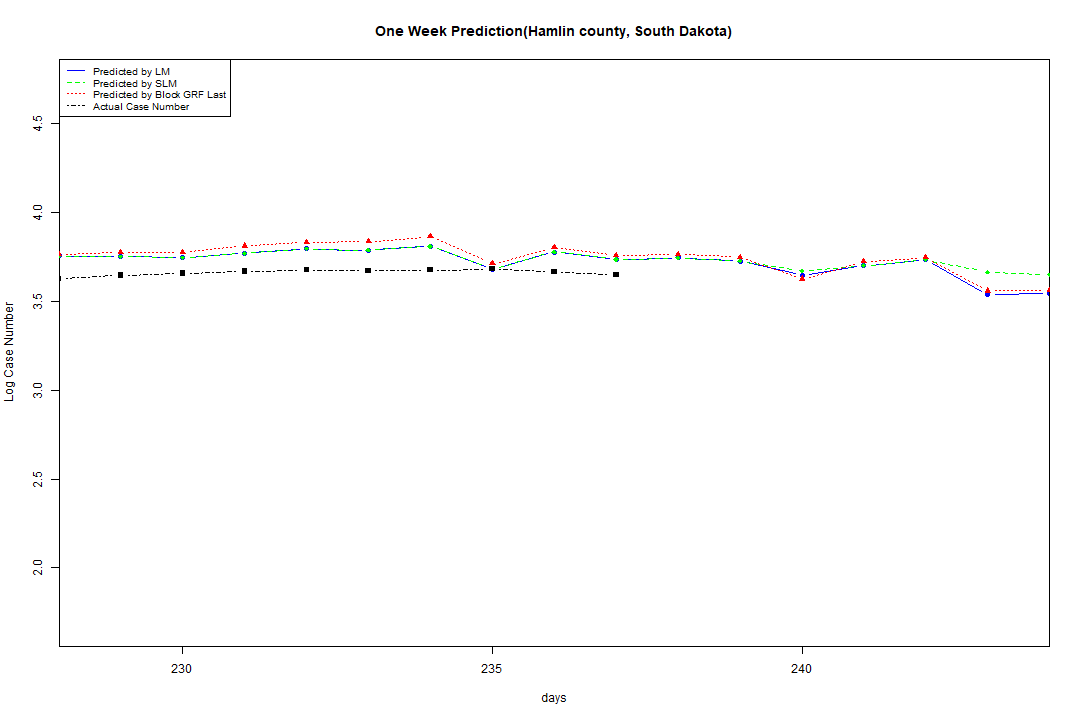 One Week Prediction(Hamlin county, South Dakota)
Predicted by LM
Predicted by SLM
Predicted by Block GRF Last
Actual Case Number
4.5
4.0
3.5
3.0
2.5
2.0
Log Case Number
230 235 240
days